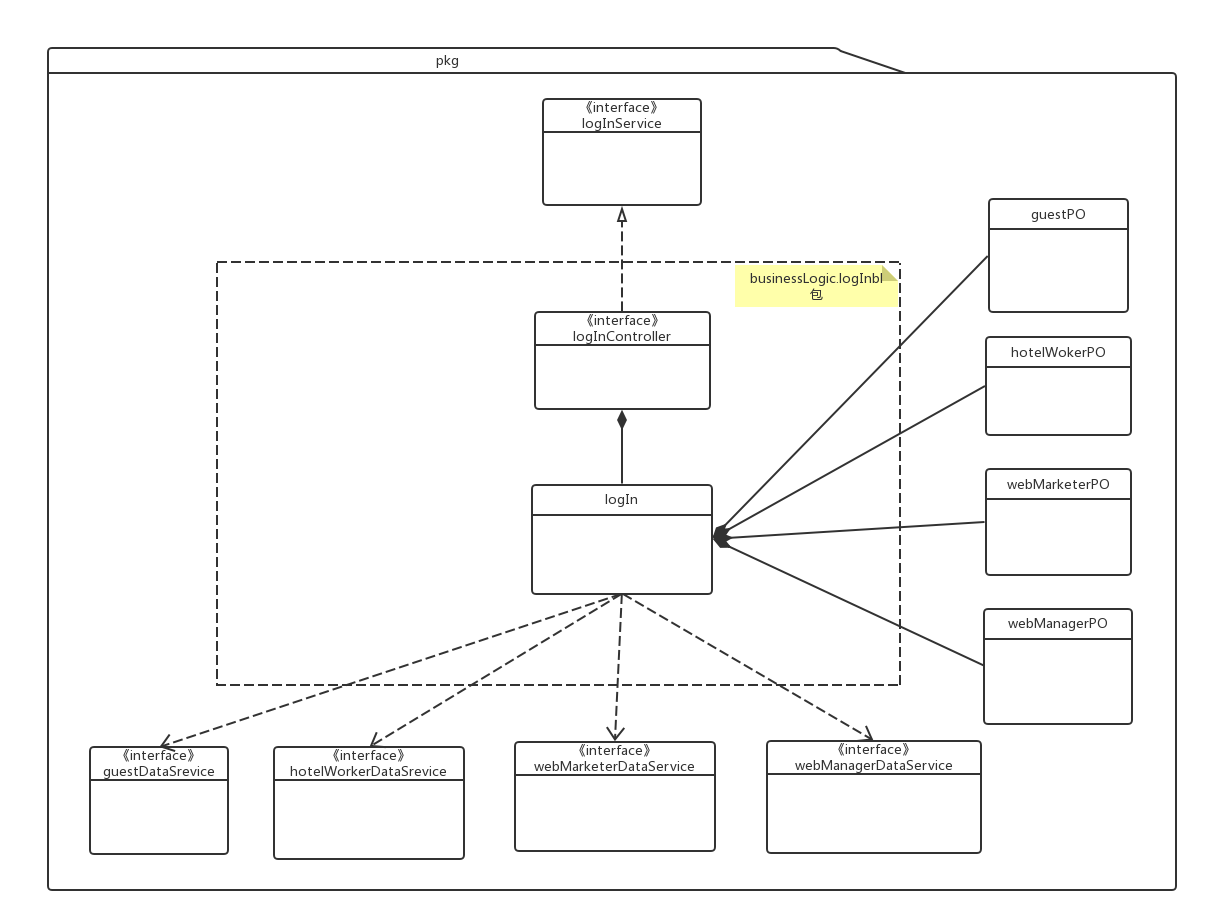 pkg
《interface》
logInService
guestPO
businessLogic.logInbl
包
《interface》
logInController
hotelWokerPO
webMarketerPO
logIn
webManagerPO
《interface》
guestDataSrevice
《interface》
hotelWorkerDataSrevice
《interface》
webMarketerDataService
《interface》
webManagerDataService